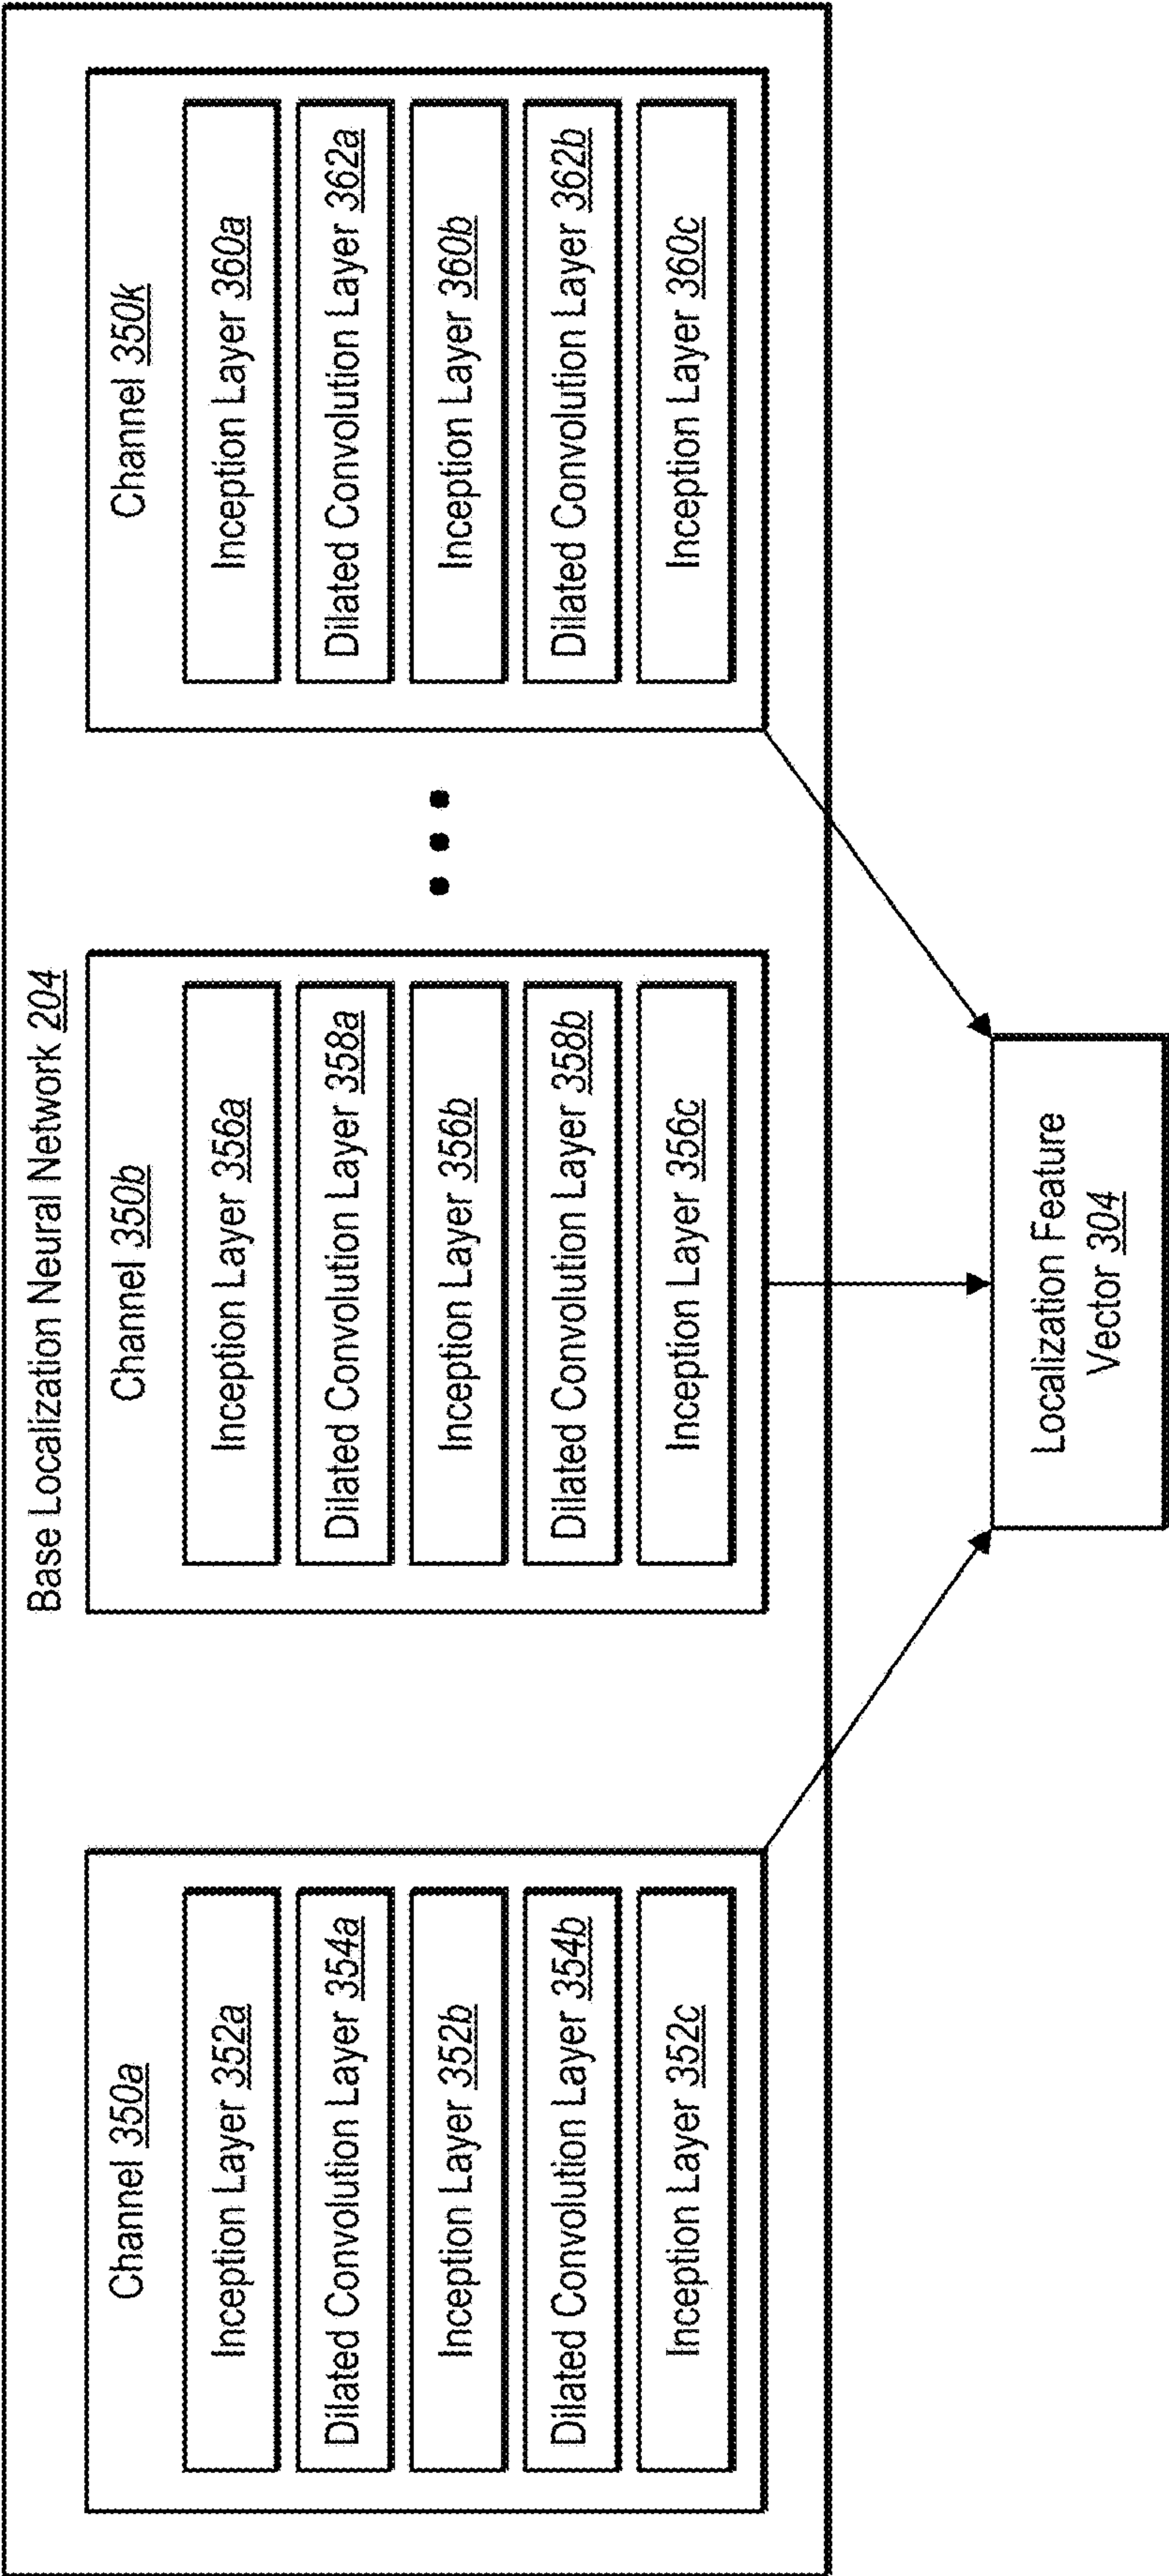 Base Localization Neural Network 204
Channel 350a
Inception Layer 352a
Dilated Convolution Layer 354a
Inception Layer 352b
Dilated Convolution Layer 354b
Inception Layer 352c
Channel 350b
Inception Layer 356a
Dilated Convolution Layer 358a
Inception Layer 356b
Dilated Convolution Layer 358b
Inception Layer 356c
Channel 350k
Inception Layer 360a
Dilated Convolution Layer 362a
Inception Layer 360b
Dilated Convolution Layer 362b
Inception Layer 360c
Localization Feature
Vector 304